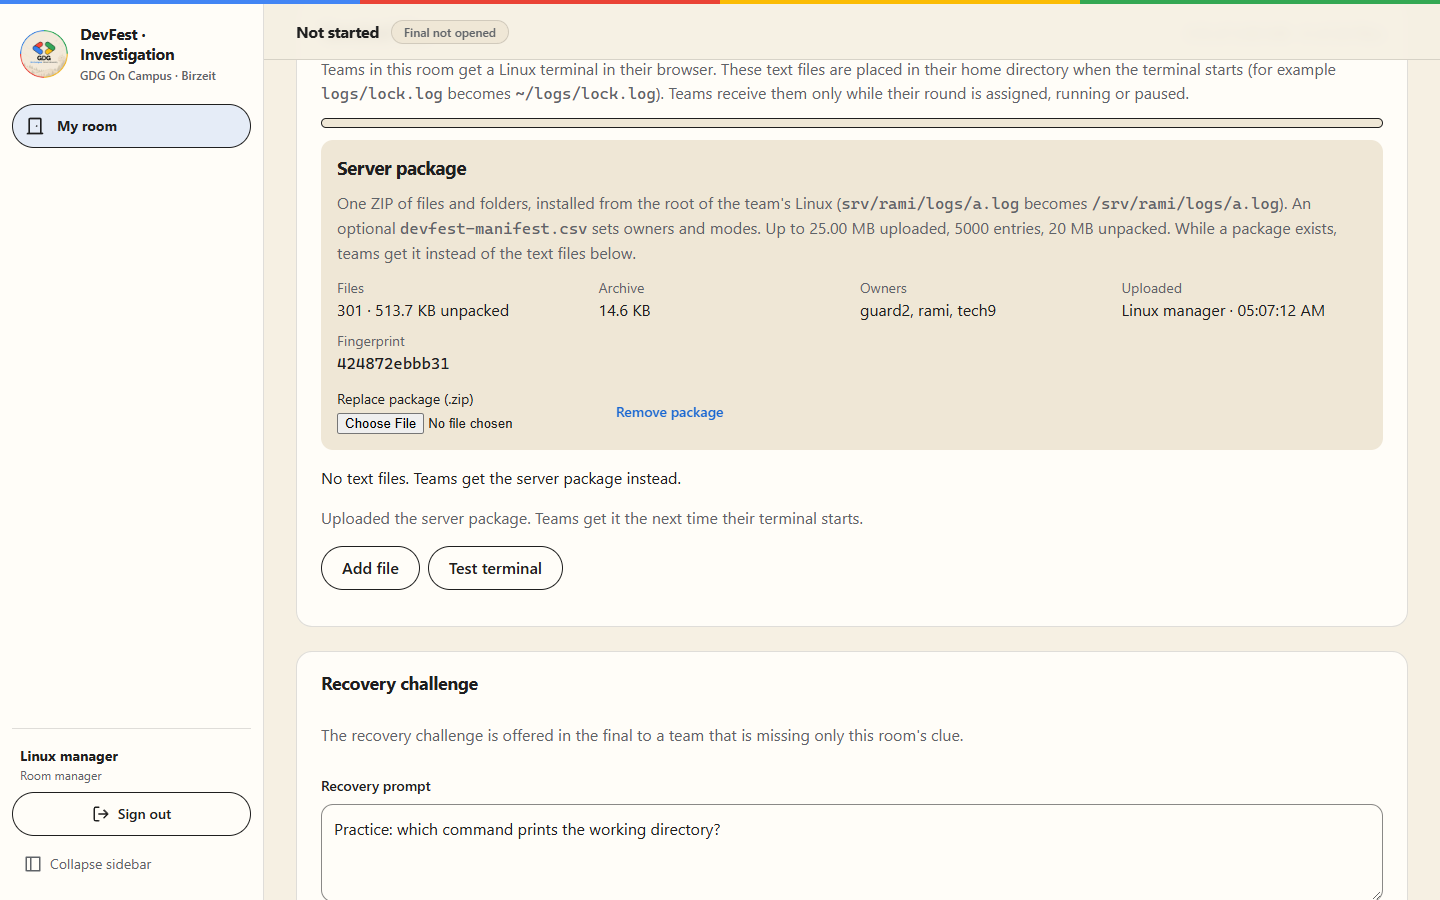 DevFest ·
Investigation
GDG On Campus · Birzeit
My room
Linux manager
Room manager
Sign out
Collapse sidebar
Not started
Final not opened
Teams in this room get a Linux terminal in their browser. These text files are placed in their home directory when the terminal starts (for example
logs/lock.log becomes ~/logs/lock.log). Teams receive them only while their round is assigned, running or paused.
Server package
One ZIP of files and folders, installed from the root of the team's Linux (srv/rami/logs/a.log becomes /srv/rami/logs/a.log). An
optional devfest-manifest.csv sets owners and modes. Up to 25.00 MB uploaded, 5000 entries, 20 MB unpacked. While a package exists,
teams get it instead of the text files below.
Files
301 · 513.7 KB unpacked
Archive
14.6 KB
Owners
guard2, rami, tech9
Uploaded
Linux manager · 05:07:12 AM
Fingerprint
424872ebbb31
Replace package (.zip)
Choose File No file chosen
Remove package
No text files. Teams get the server package instead.
Uploaded the server package. Teams get it the next time their terminal starts.
Add file
Test terminal
Recovery challenge
The recovery challenge is offered in the final to a team that is missing only this room's clue.
Recovery prompt
Practice: which command prints the working directory?